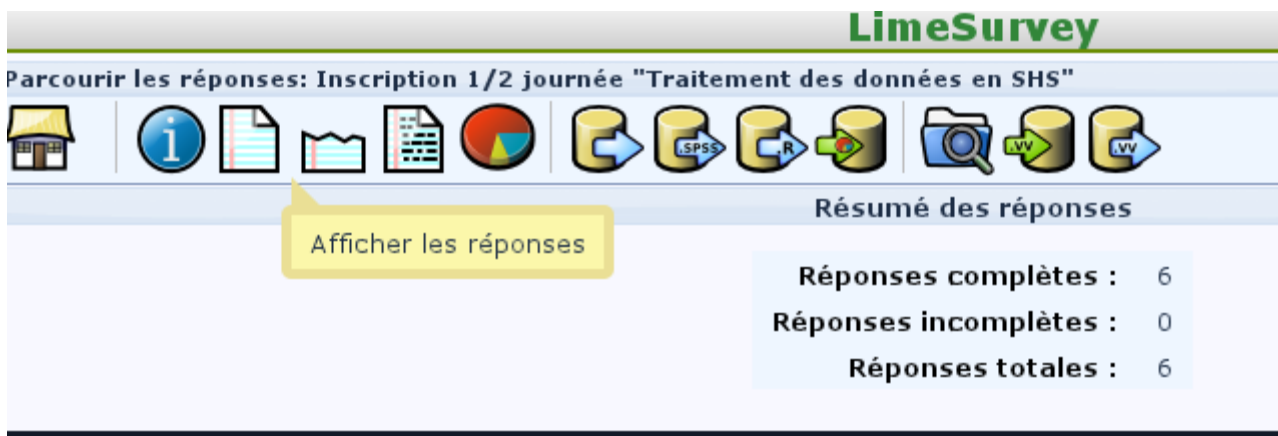 LimeSurvey
Parcourir les réponses: Inscription 1/2 journée "Traitement des données en SHS"
.SPSS .R .VV .VV
Résumé des réponses
Afficher les réponses
Réponses complètes : 6
Réponses incomplètes : 0
Réponses totales : 6